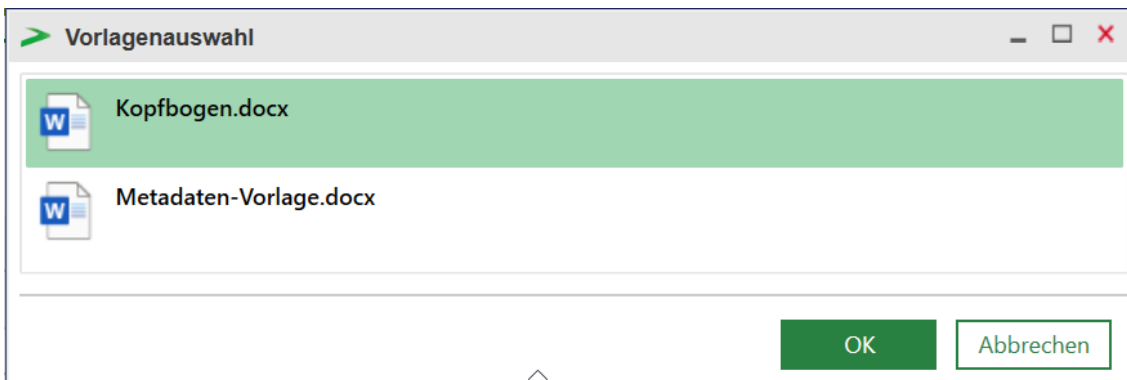 Vorlagenauswahl
Kopfbogen.docx
Metadaten-Vorlage.docx
OK
Abbrechen